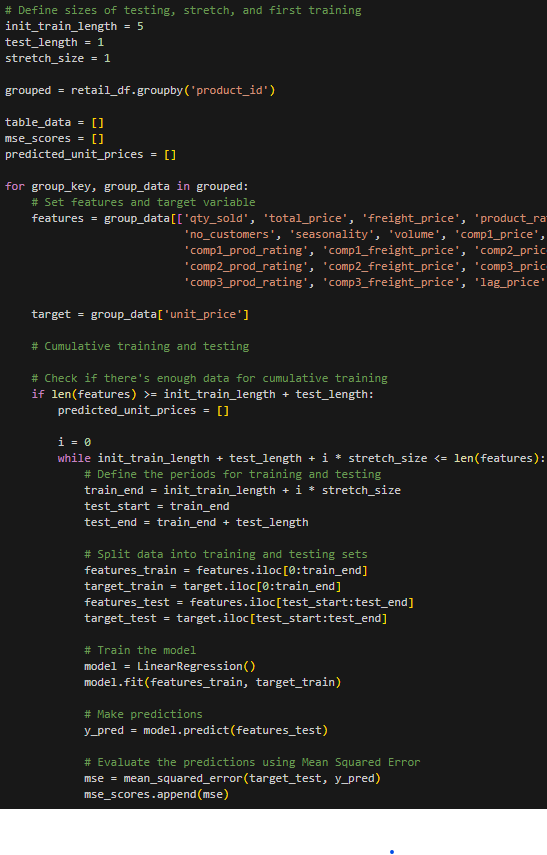 # Define sizes of testing, stretch, and first training
init_train_length = 5
test_length = 1
stretch_size = 1

grouped = retail_df.groupby('product_id')

table_data = []
mse_scores = []
predicted_unit_prices = []

for group_key, group_data in grouped:
    # Set features and target variable
    features = group_data[['qty_sold', 'total_price', 'freight_price', 'product_ra
                           'no_customers', 'seasonality', 'volume', 'comp1_price',
                           'comp1_prod_rating', 'comp1_freight_price', 'comp2_pric
                           'comp2_prod_rating', 'comp2_freight_price', 'comp3_pric
                           'comp3_prod_rating', 'comp3_freight_price', 'lag_price'

    target = group_data['unit_price']

    # Cumulative training and testing

    # Check if there's enough data for cumulative training
    if len(features) >= init_train_length + test_length:
        predicted_unit_prices = []

        i = 0
        while init_train_length + test_length + i * stretch_size <= len(features):
            # Define the periods for training and testing
            train_end = init_train_length + i * stretch_size
            test_start = train_end
            test_end = train_end + test_length

            # Split data into training and testing sets
            features_train = features.iloc[0:train_end]
            target_train = target.iloc[0:train_end]
            features_test = features.iloc[test_start:test_end]
            target_test = target.iloc[test_start:test_end]

            # Train the model
            model = LinearRegression()
            model.fit(features_train, target_train)

            # Make predictions
            y_pred = model.predict(features_test)

            # Evaluate the predictions using Mean Squared Error
            mse = mean_squared_error(target_test, y_pred)
            mse_scores.append(mse)